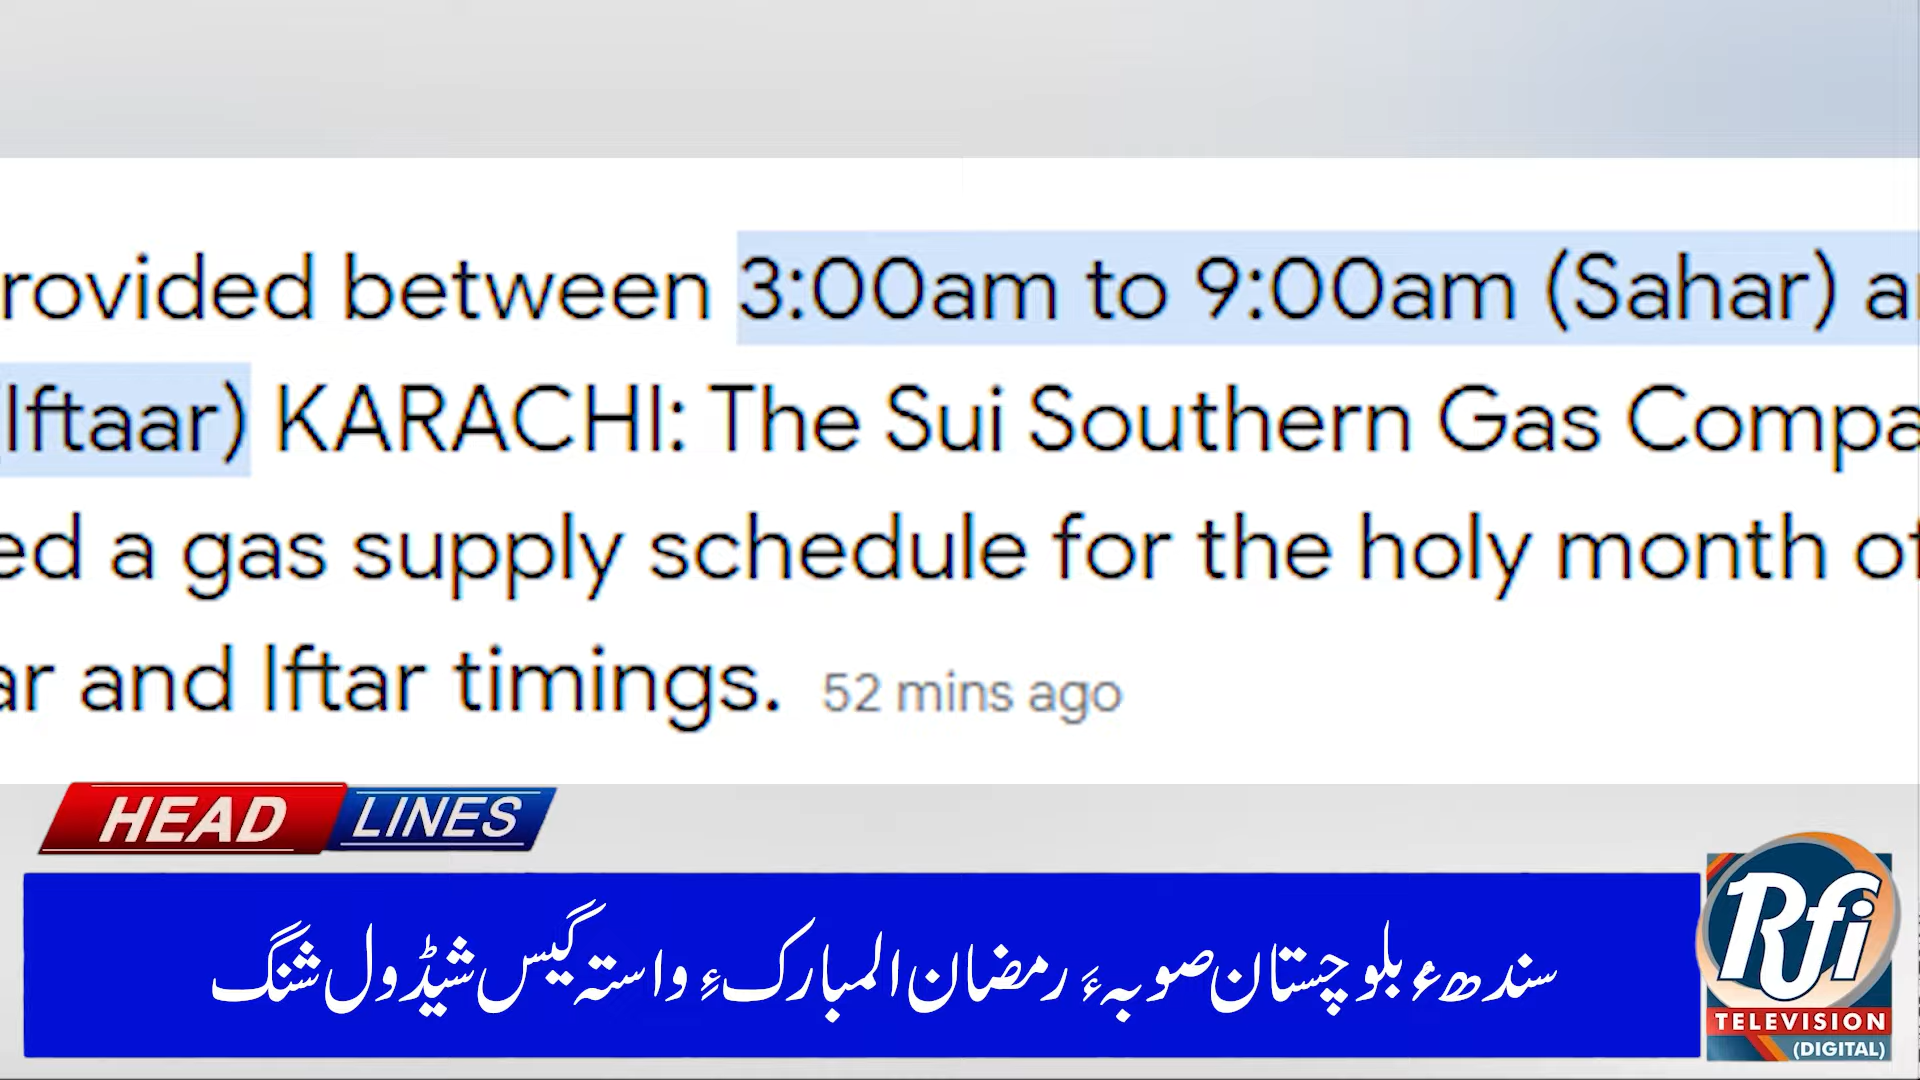 rovided between 3:00am to 9:00am (Sahar) a
(Iftaar) KARACHI: The Sui Southern Gas Compa
ed a gas supply schedule for the holy month of
ar and Iftar timings. 52 mins ago
HEAD LINES
سندھ ءِ بلوچستان صوبہ ءَ رمضان المبارک ءِ واستہ گیس شیڈول شنگ
Rfi
TELEVISION
(DIGITAL)